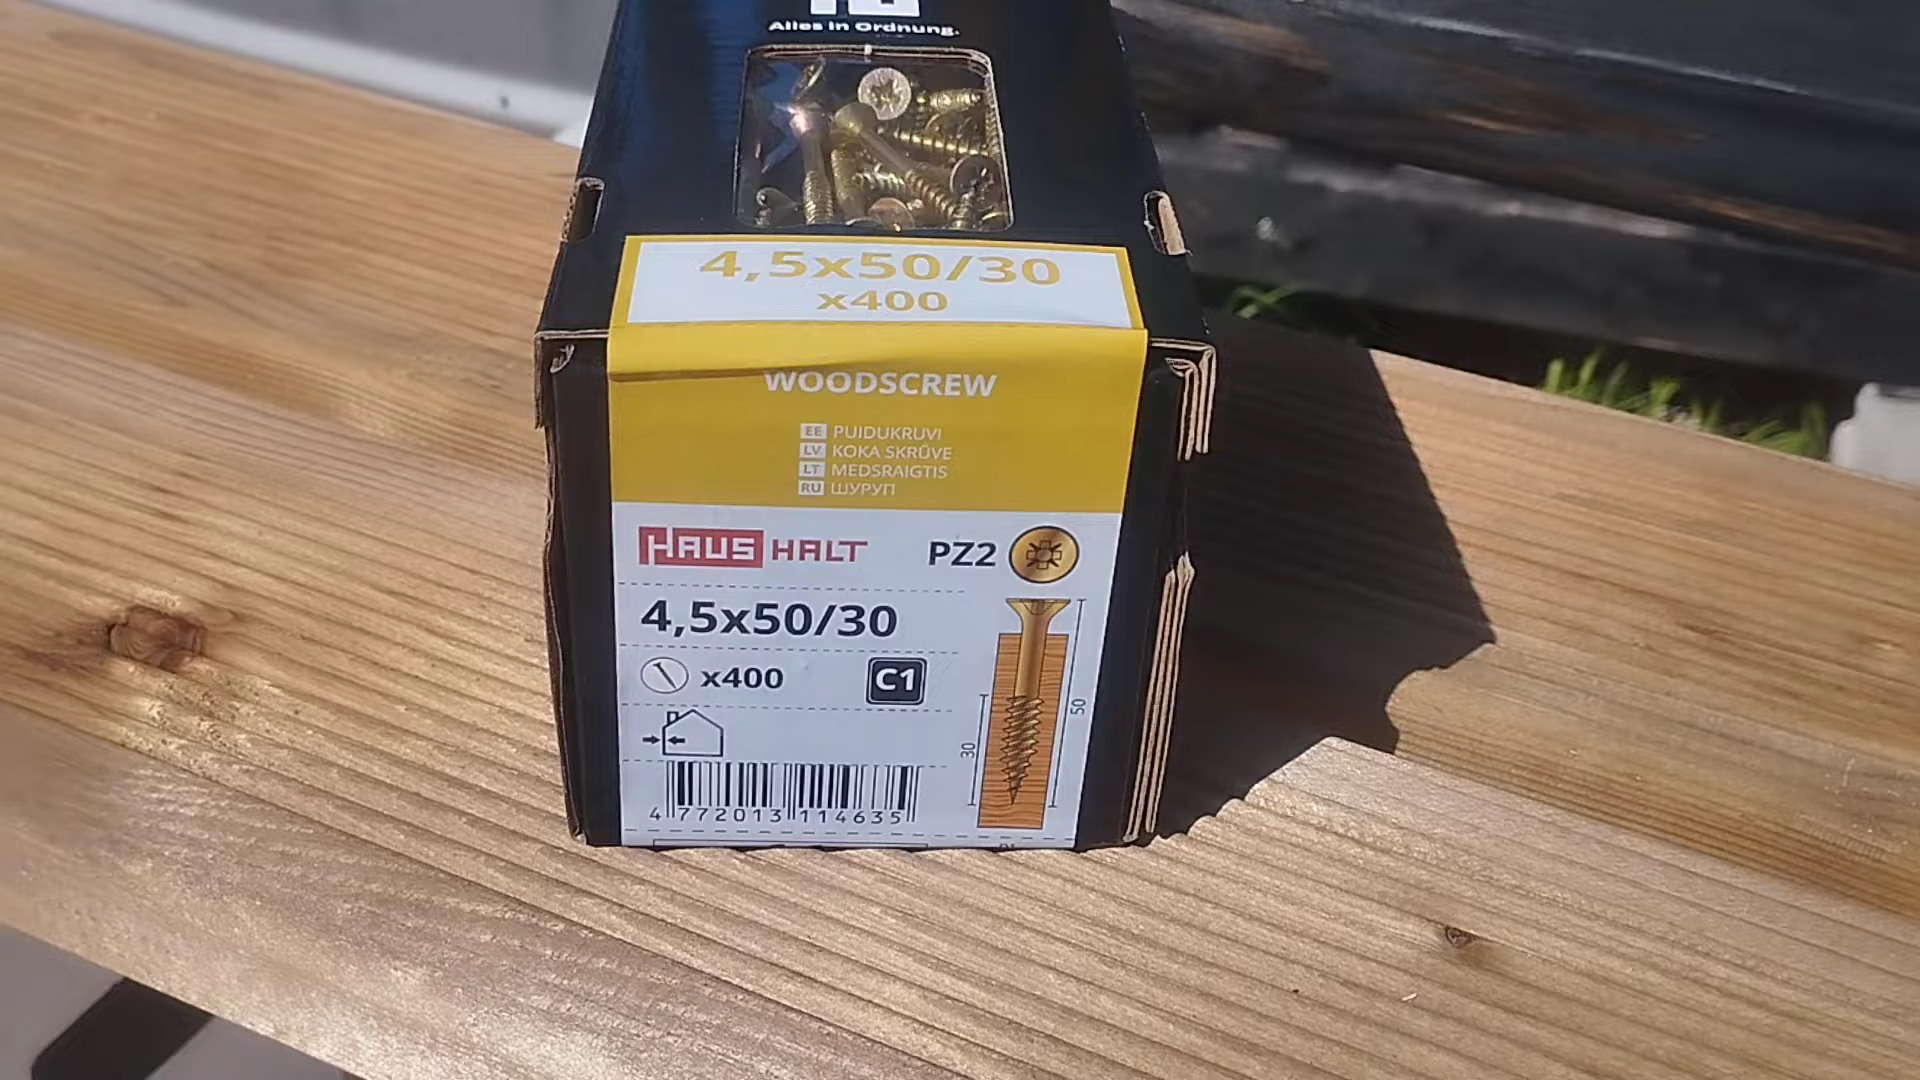 Alles in Ordnung.
4,5x50/30
x400
WOODSCREW
EE PUIDUKRUVI
LV KOKA SKRŪVE
LT MEDSRAIGTIS
RU ШУРУП
HAUS HALT PZ2
4,5x50/30
x400 C1
50
30
4 772013 114635